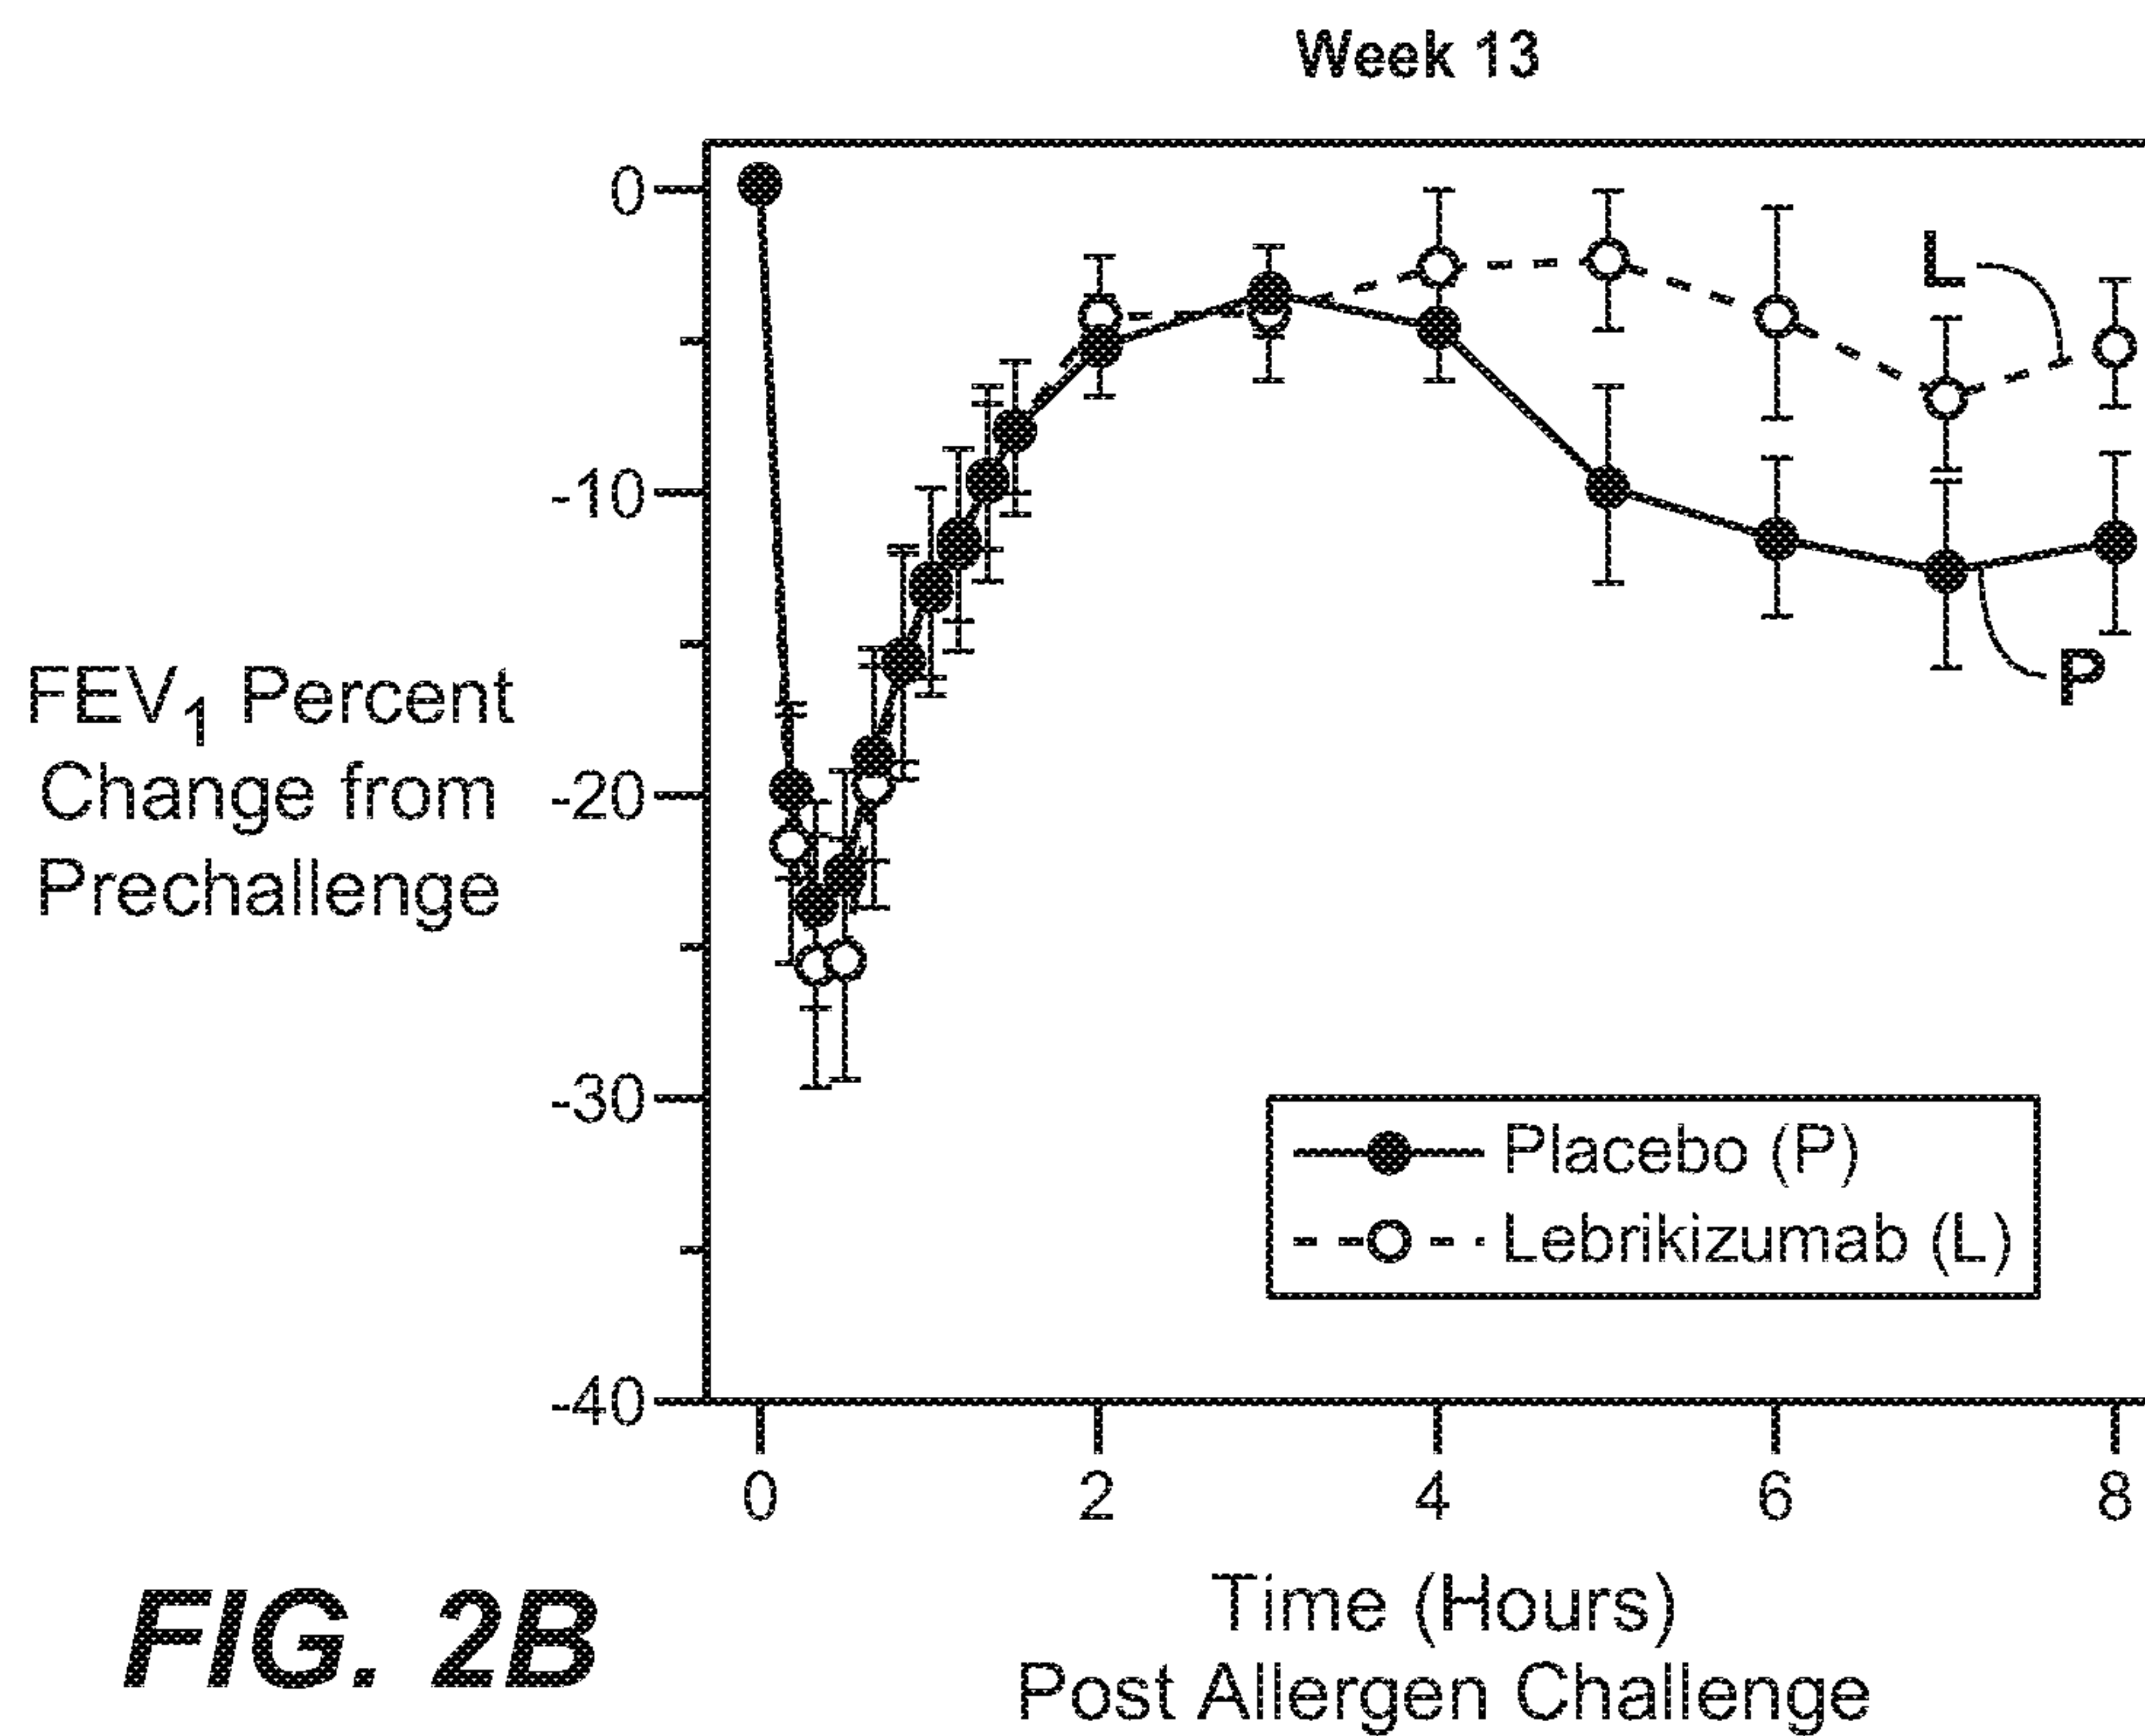 Week 13
0
-10
-20
-30
-40
FEV1 Percent
Change from
Prechallenge
L
P
Placebo (P)
Lebrikizumab (L)
0 2 4 6 8
Time (Hours)
Post Allergen Challenge
FIG. 2B